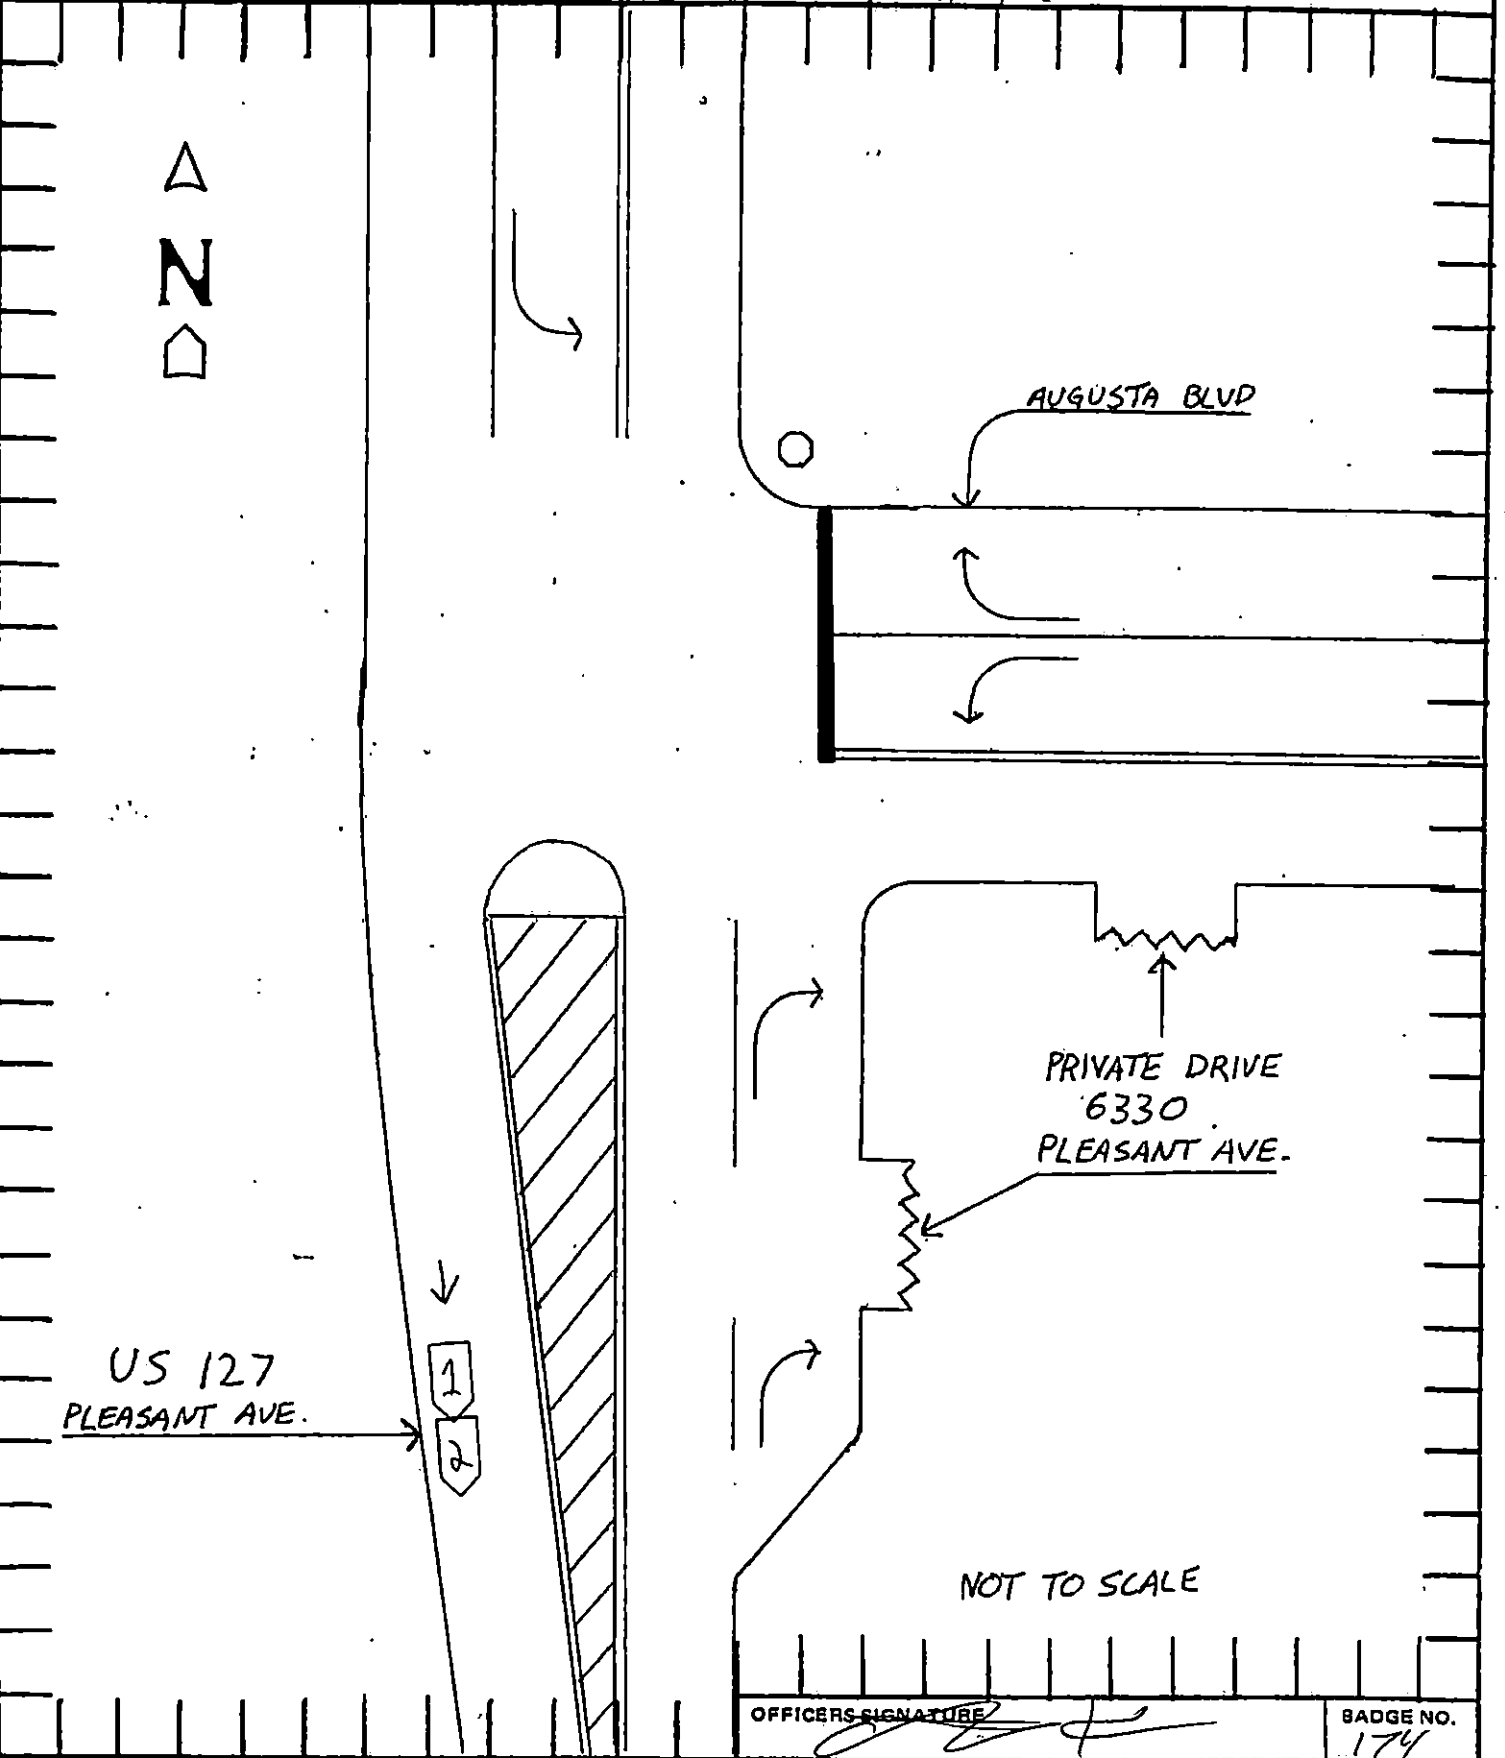 N
AUGUSTA BLVD
PRIVATE DRIVE
6330
PLEASANT AVE.
US 127
PLEASANT AVE.
1
2
NOT TO SCALE
OFFICERS SIGNATURE
BADGE NO.
174